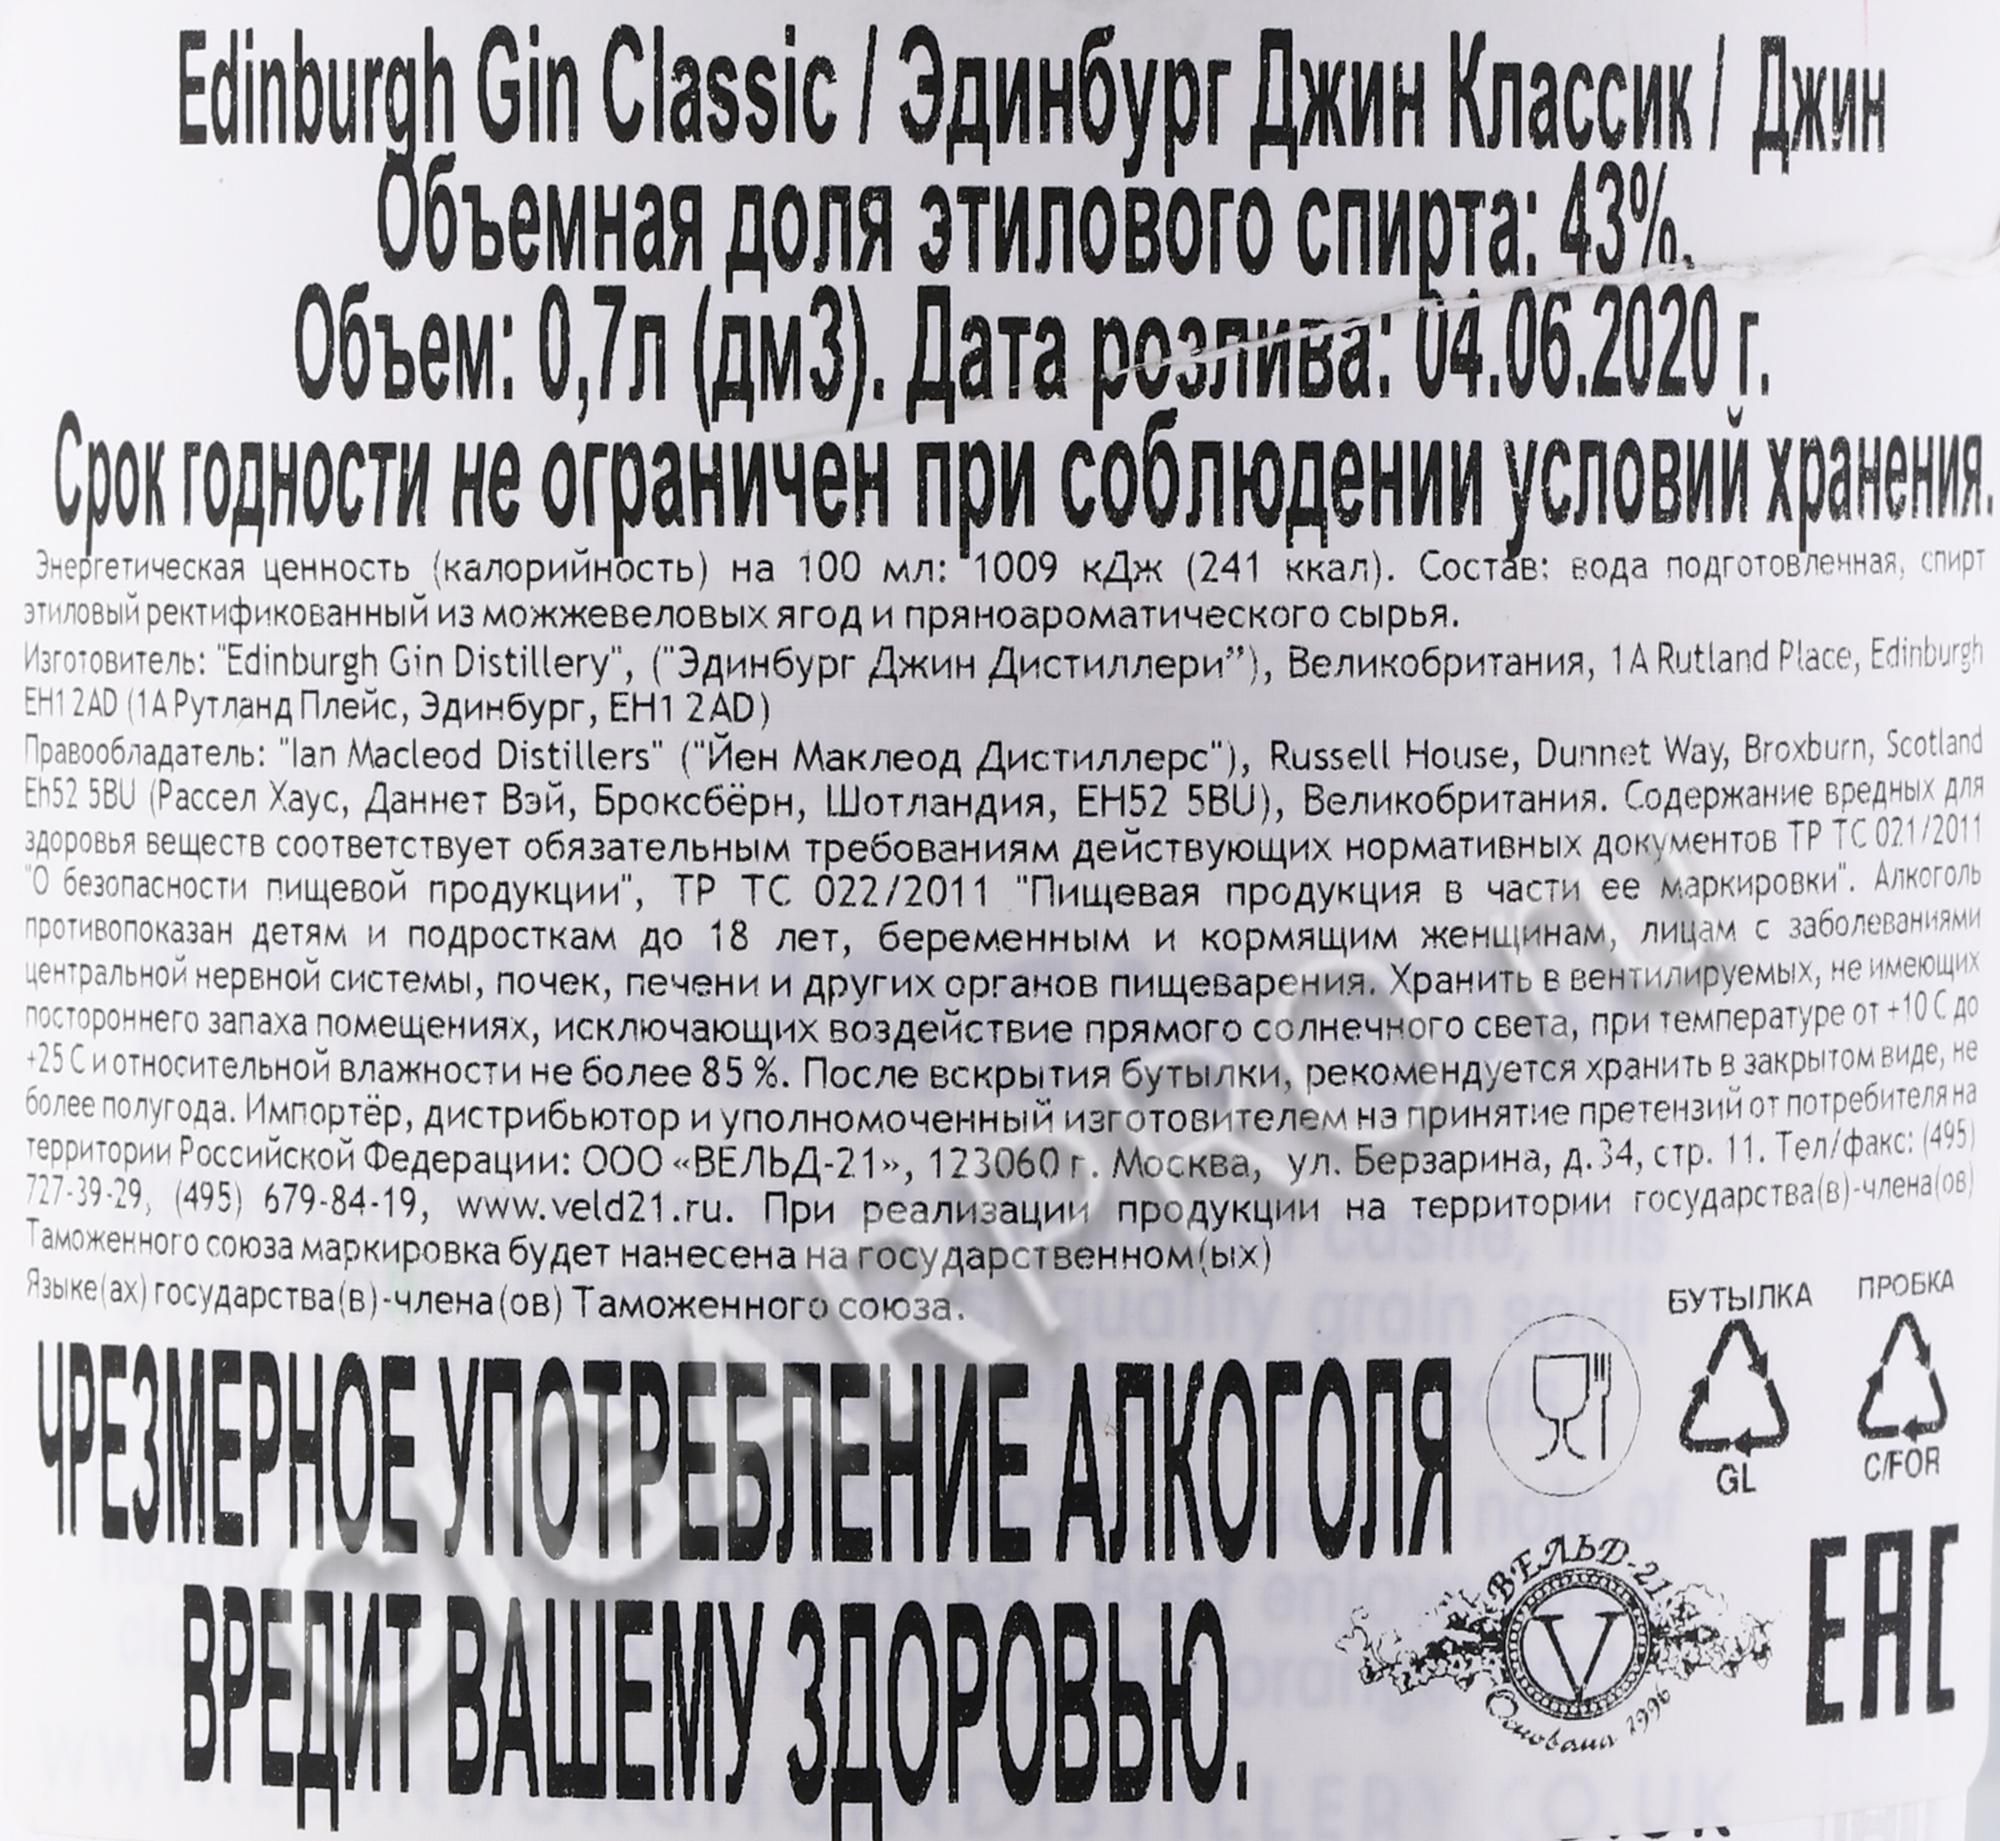 Edinburgh Gin Classic / Эдинбург Джин Классик / Джин
Объемная доля этилового спирта: 43%.
Объем: 0,7л (дм3). Дата розлива: 04.06.2020 г.
Срок годности не ограничен при соблюдении условий хранения.
Энергетическая ценность (калорийность) на 100 мл: 1009 кДж (241 ккал). Состав: вода подготовленная, спирт
этиловый ректификованный из можжевеловых ягод и пряноароматического сырья.
Изготовитель: "Edinburgh Gin Distillery", ("Эдинбург Джин Дистиллери”), Великобритания, 1A Rutland Place, Edinburgh
EH1 2AD (1А Рутланд Плейс, Эдинбург, EH1 2AD)
Правообладатель: "Ian Macleod Distillers" ("Йен Маклеод Дистиллерс"), Russell House, Dunnet Way, Broxburn, Scotland
Eh52 5BU (Рассел Хаус, Даннет Вэй, Броксбёрн, Шотландия, EH52 5BU), Великобритания. Содержание вредных для
здоровья веществ соответствует обязательным требованиям действующих нормативных документов ТР ТС 021/2011
"О безопасности пищевой продукции", ТР ТС 022/2011 "Пищевая продукция в части ее маркировки". Алкоголь
противопоказан детям и подросткам до 18 лет, беременным и кормящим женщинам, лицам с заболеваниями
центральной нервной системы, почек, печени и других органов пищеварения. Хранить в вентилируемых, не имеющих
постороннего запаха помещениях, исключающих воздействие прямого солнечного света, при температуре от +10 С до
+25 С и относительной влажности не более 85 %. После вскрытия бутылки, рекомендуется хранить в закрытом виде, не
более полугода. Импортёр, дистрибьютор и уполномоченный изготовителем на принятие претензий от потребителя на
территории Российской Федерации: ООО «ВЕЛЬД-21», 123060 г. Москва, ул. Берзарина, д. 34, стр. 11. Тел/факс: (495)
727-39-29, (495) 679-84-19, www.veld21.ru. При реализации продукции на территории государства(в)-члена(ов)
Таможенного союза маркировка будет нанесена на государственном(ых)
Языке(ах) государства(в)-члена(ов) Таможенного союза.
БУТЫЛКА ПРОБКА
GL C/FOR
ЧРЕЗМЕРНОЕ УПОТРЕБЛЕНИЕ АЛКОГОЛЯ
ВРЕДИТ ВАШЕМУ ЗДОРОВЬЮ.
ВЕЛЬД-21
V
Основана 1996
EAC
CIGARPRO.ru